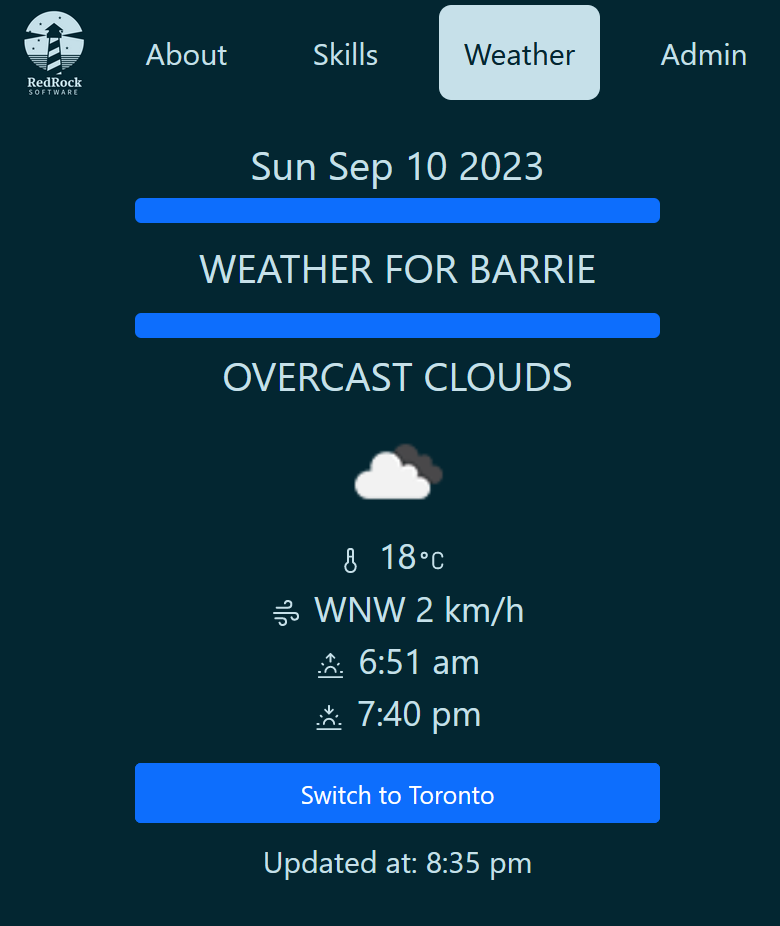 RedRock
SOFTWARE
About Skills Weather Admin
Sun Sep 10 2023
WEATHER FOR BARRIE
OVERCAST CLOUDS
18°C
WNW 2 km/h
6:51 am
7:40 pm
Switch to Toronto
Updated at: 8:35 pm